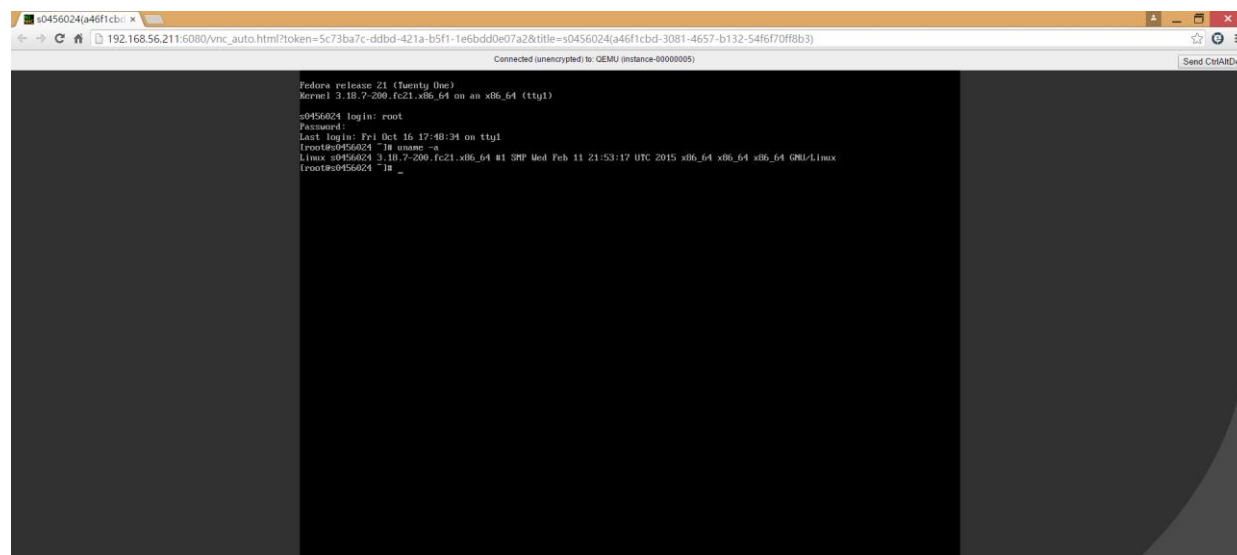 s0456024(a46f1cbd
192.168.56.211:6080/vnc_auto.html?token=5c73ba7c-ddbd-421a-b5f1-1e6bdd0e07a2&title=s0456024(a46f1cbd-3081-4657-b132-54f6f70ff8b3)
Connected (unencrypted) to: QEMU (instance-00000005)
Send CtrlAltDe
Fedora release 21 (Twenty One)
Kernel 3.18.7-200.fc21.x86_64 on an x86_64 (tty1)
s0456024 login: root
Password:
Last login: Fri Oct 16 17:48:34 on tty1
[root@s0456024 ~]# uname -a
Linux s0456024 3.18.7-200.fc21.x86_64 #1 SMP Wed Feb 11 21:53:17 UTC 2015 x86_64 x86_64 x86_64 GNU/Linux
[root@s0456024 ~]# _